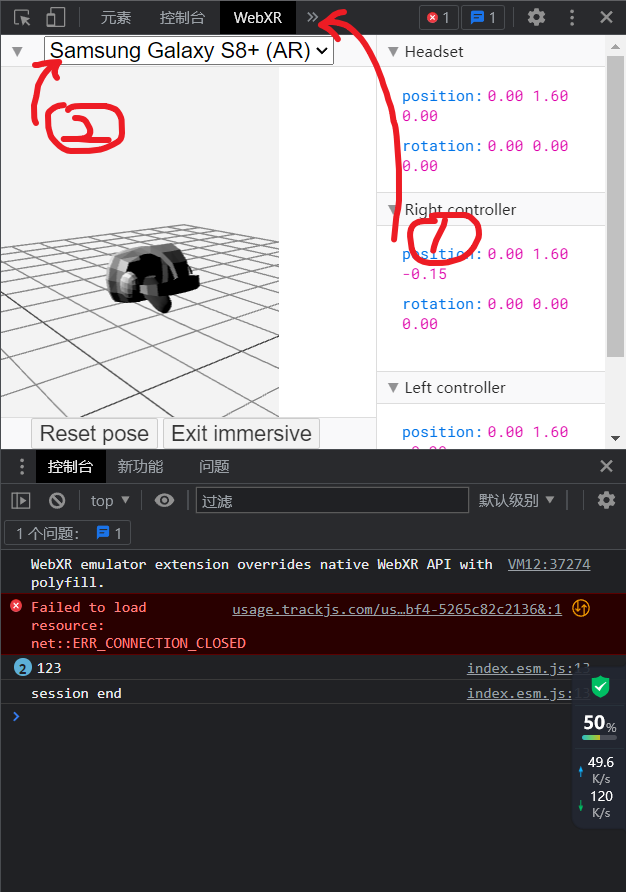 元素 控制台 WebXR 1 1
Samsung Galaxy S8+ (AR)
2
Reset pose Exit immersive
Headset
position: 0.00 1.60
0.00
rotation: 0.00 0.00
0.00
Right controller
1
position: 0.00 1.60
-0.15
rotation: 0.00 0.00
0.00
Left controller
position: 0.00 1.60
控制台 新功能 问题
top 过滤 默认级别
1 个问题: 1
WebXR emulator extension overrides native WebXR API with VM12:37274
polyfill.
Failed to load usage.trackjs.com/us…bf4-5265c82c2136&:1
resource:
net::ERR_CONNECTION_CLOSED
2 123 index.esm.js:13
session end index.esm.js:13
50%
49.6
K/s
120
K/s